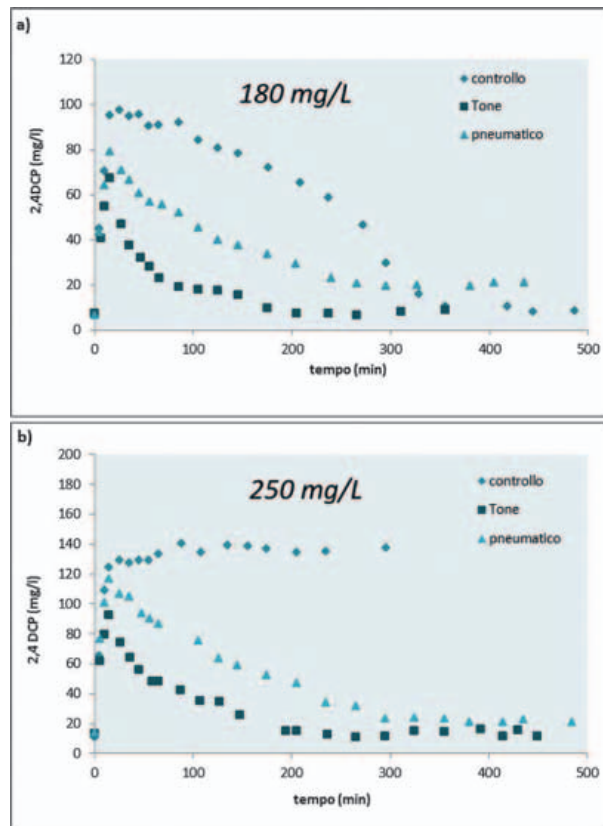 a)
120
100
80
60
40
20
0
2,4DCP (mg/l)
180 mg/L
controllo
Tone
pneumatico
0 100 200 300 400 500
tempo (min)
b)
200
180
160
140
120
100
80
60
40
20
0
2,4 DCP (mg/l)
250 mg/L
controllo
Tone
pneumatico
0 100 200 300 400 500
tempo (min)